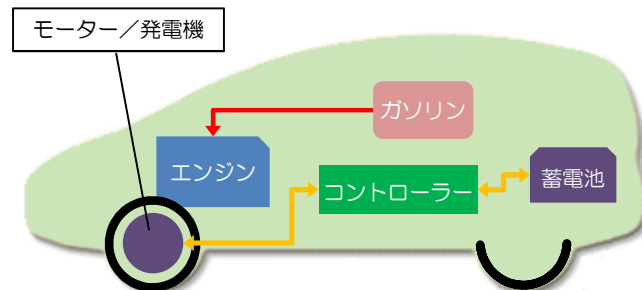 モーター／発電機
ガソリン
エンジン
コントローラー
蓄電池